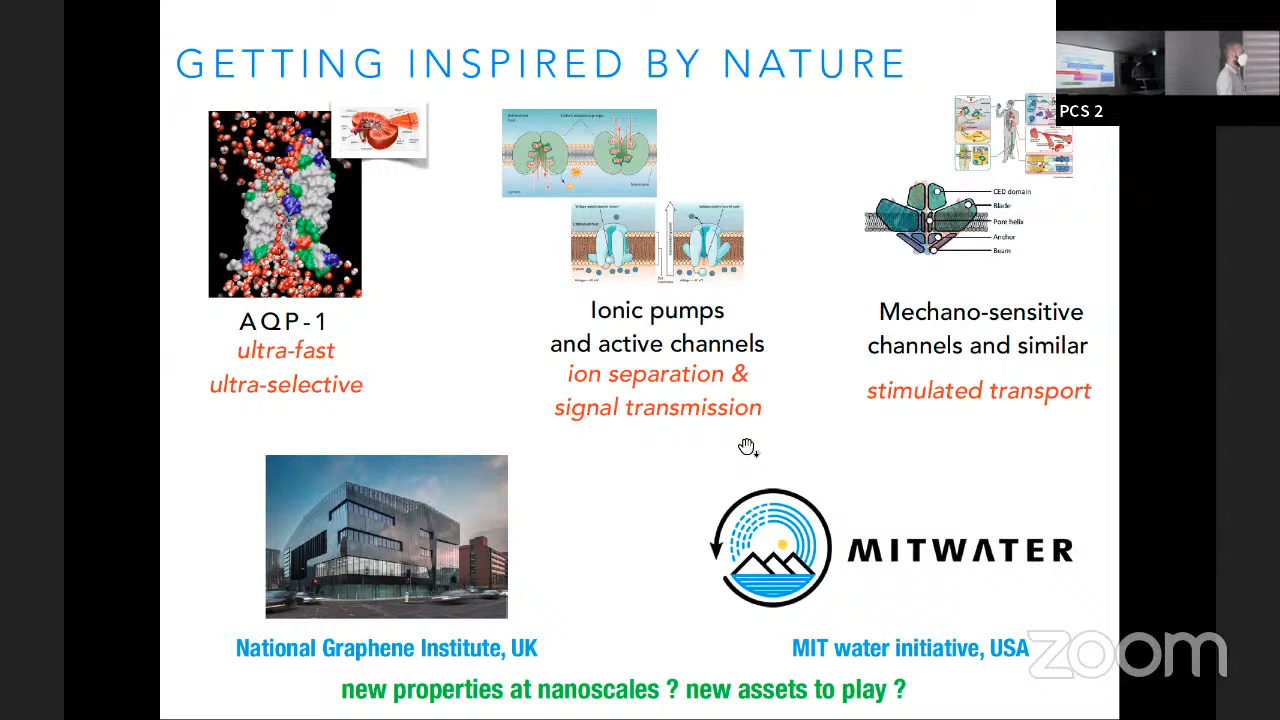 GETTING INSPIRED BY NATURE
PCS 2
CED domain
Blade
Pore helix
Anchor
Beam
AQP-1
ultra-fast
ultra-selective
Ionic pumps
and active channels
ion separation &
signal transmission
Mechano-sensitive
channels and similar
stimulated transport
MITWATER
National Graphene Institute, UK
MIT water initiative, USA
zoom
new properties at nanoscales ? new assets to play ?